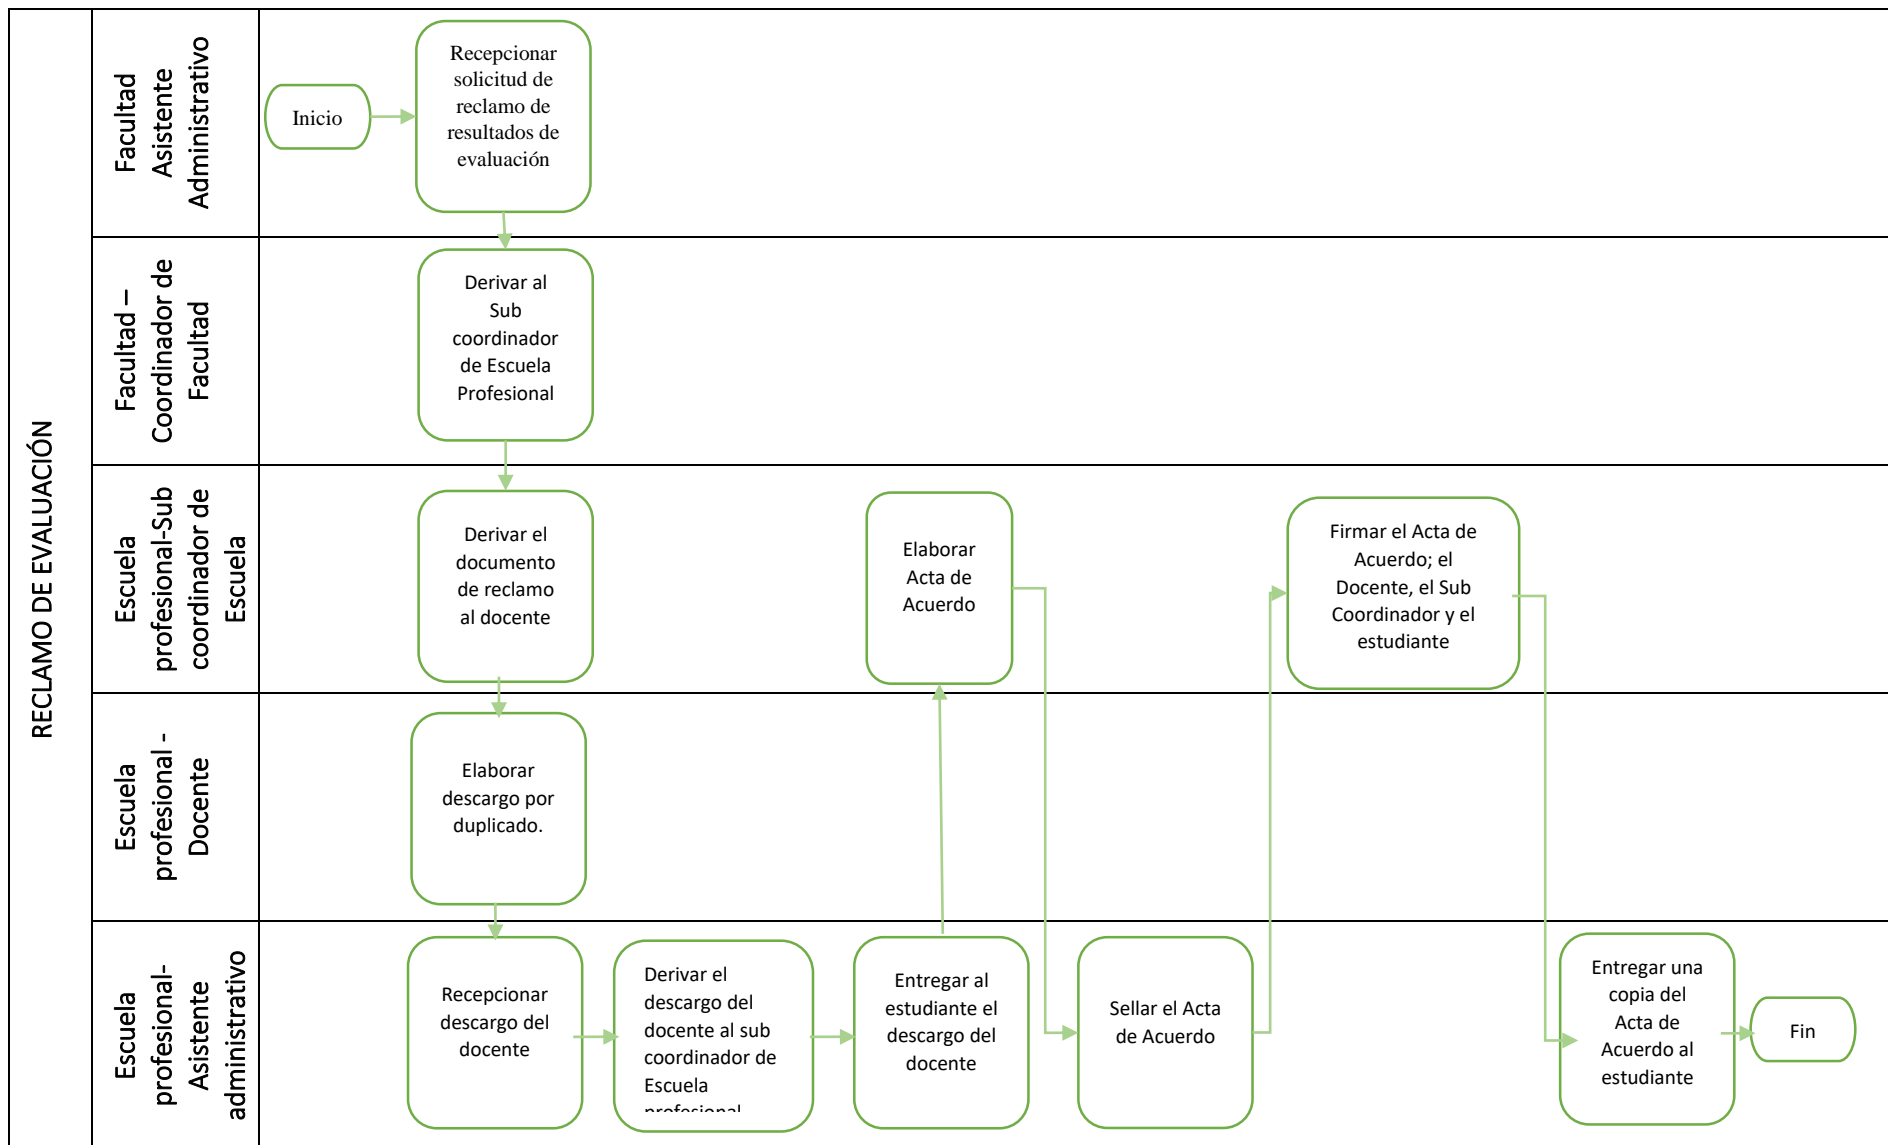 RECLAMO DE EVALUACIÓN
Facultad
Asistente
Administrativo
Inicio
Recepcionar
solicitud de
reclamo de
resultados de
evaluación
Facultad –
Coordinador de
Facultad
Derivar al
Sub
coordinador
de Escuela
Profesional
Escuela
profesional-Sub
coordinador de
Escuela
Derivar el
documento
de reclamo
al docente
Elaborar
Acta de
Acuerdo
Firmar el Acta de
Acuerdo; el
Docente, el Sub
Coordinador y el
estudiante
Escuela
profesional -
Docente
Elaborar
descargo por
duplicado.
Escuela
profesional-
Asistente
administrativo
Recepcionar
descargo del
docente
Derivar el
descargo del
docente al sub
coordinador de
Escuela
profesional
Entregar al
estudiante el
descargo del
docente
Sellar el Acta
de Acuerdo
Entregar una
copia del
Acta de
Acuerdo al
estudiante
Fin